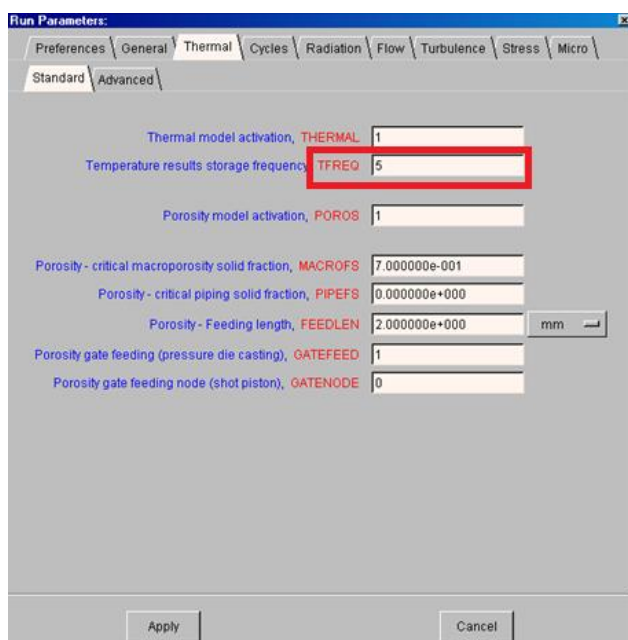 Run Parameters:
Preferences General Thermal Cycles Radiation Flow Turbulence Stress Micro
Standard Advanced
Thermal model activation, THERMAL 1
Temperature results storage frequency, TFREQ 5
Porosity model activation, POROS 1
Porosity - critical macroporosity solid fraction, MACROFS 7.000000e-001
Porosity - critical piping solid fraction, PIPEFS 0.000000e+000
Porosity - Feeding length, FEEDLEN 2.000000e+000 mm
Porosity gate feeding (pressure die casting), GATEFEED 1
Porosity gate feeding node (shot piston), GATENODE 0
Apply Cancel